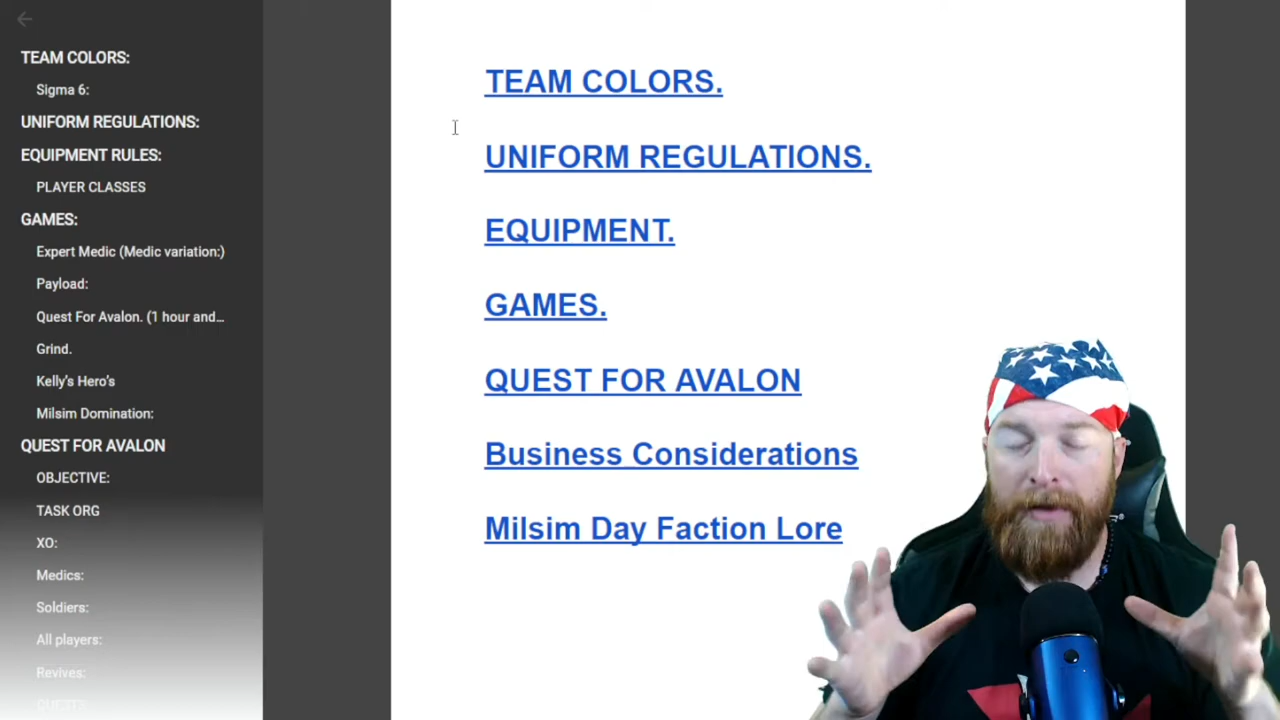 TEAM COLORS:
Sigma 6:
UNIFORM REGULATIONS:
EQUIPMENT RULES:
PLAYER CLASSES
GAMES:
Expert Medic (Medic variation:)
Payload:
Quest For Avalon. (1 hour and...
Grind.
Kelly's Hero's
Milsim Domination:
QUEST FOR AVALON
OBJECTIVE:
TASK ORG
XO:
Medics:
Soldiers:
All players:
Revives:
TEAM COLORS.
UNIFORM REGULATIONS.
EQUIPMENT.
GAMES.
QUEST FOR AVALON
Business Considerations
Milsim Day Faction Lore